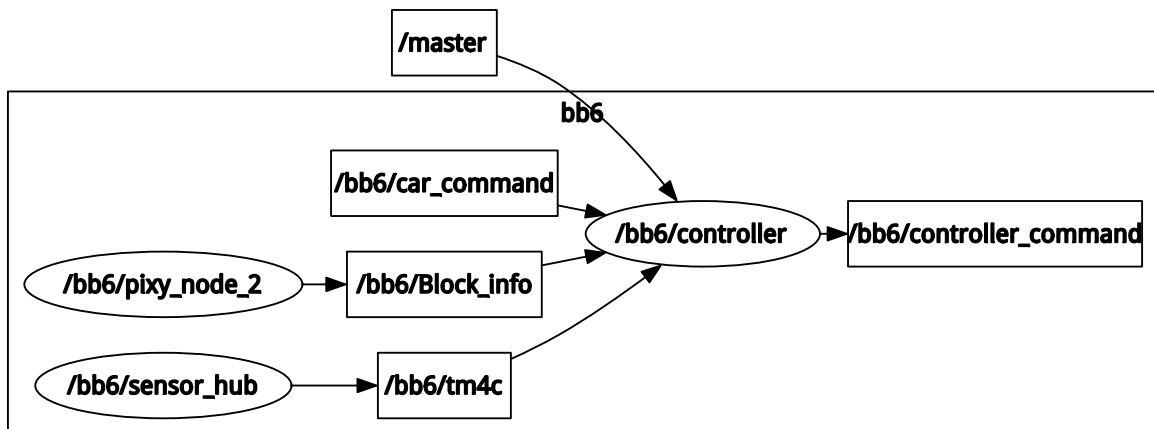 /master
bb6
/bb6/car_command
/bb6/controller
/bb6/controller_command
/bb6/pixy_node_2
/bb6/Block_info
/bb6/sensor_hub
/bb6/tm4c